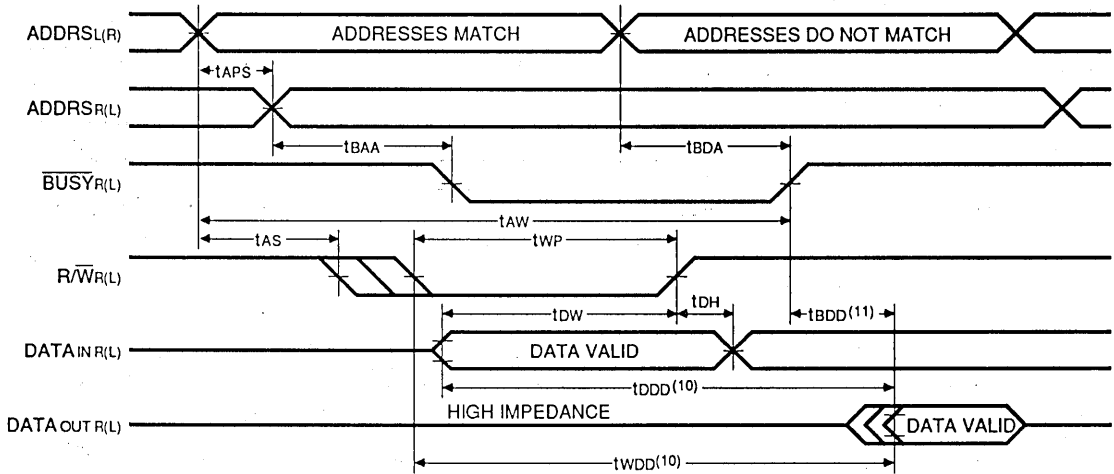 ADDRSL(R) ADDRESSES MATCH ADDRESSES DO NOT MATCH
tAPS
ADDRSR(L)
tBAA tBDA
BUSYR(L)
tAW
tAS tWP
R/WR(L)
tDH
tDW tBDD(11)
DATAIN R(L) DATA VALID
tDDD(10)
HIGH IMPEDANCE
DATAOUT R(L) DATA VALID
tWDD(10)